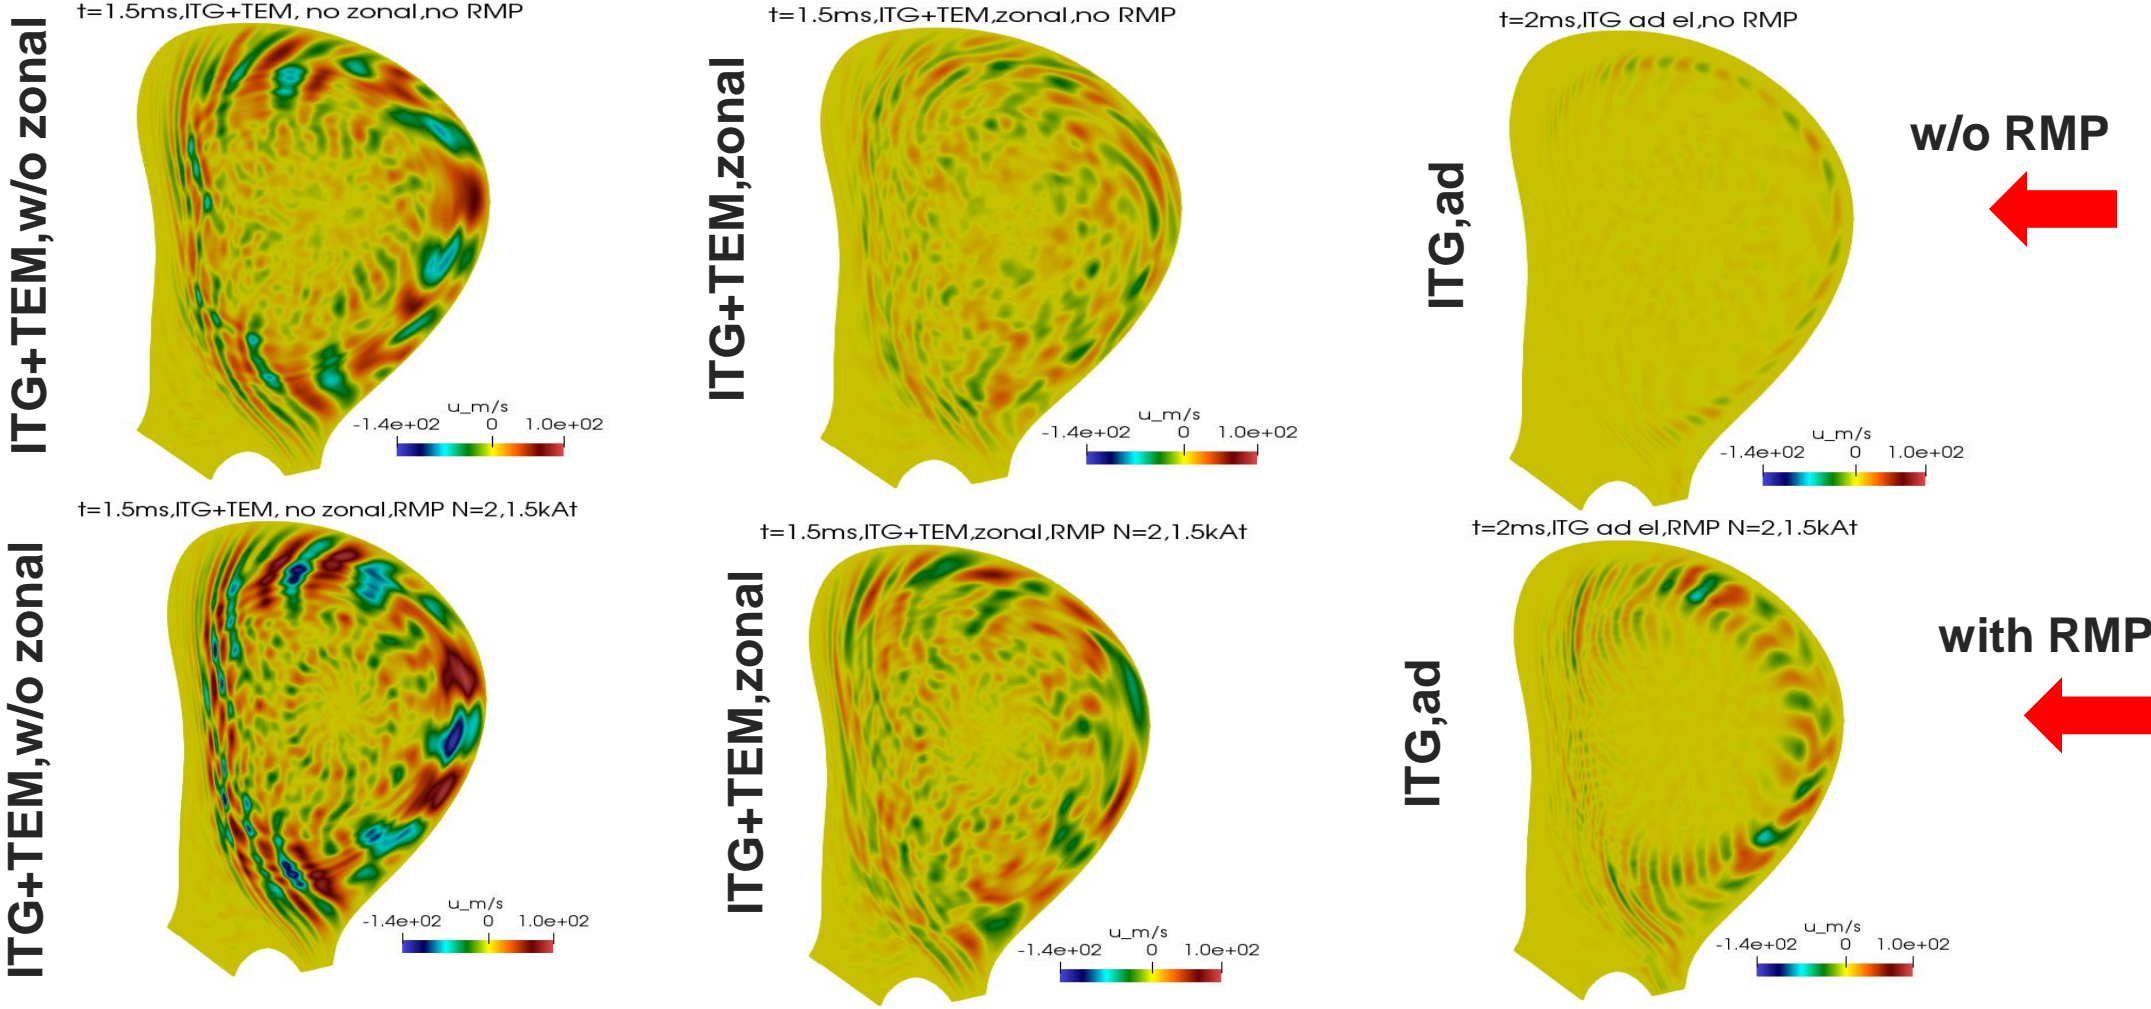 t=1.5ms,ITG+TEM, no zonal,no RMP
t=1.5ms,ITG+TEM,zonal,no RMP
t=2ms,ITG ad el,no RMP
ITG+TEM,w/o zonal
ITG+TEM,zonal
ITG,ad
w/o RMP
u_m/s
-1.4e+02 0 1.0e+02
u_m/s
-1.4e+02 0 1.0e+02
u_m/s
-1.4e+02 0 1.0e+02
t=1.5ms,ITG+TEM, no zonal,RMP N=2,1.5kAt
t=1.5ms,ITG+TEM,zonal,RMP N=2,1.5kAt
t=2ms,ITG ad el,RMP N=2,1.5kAt
ITG+TEM,w/o zonal
ITG+TEM,zonal
ITG,ad
with RMP
u_m/s
-1.4e+02 0 1.0e+02
u_m/s
-1.4e+02 0 1.0e+02
u_m/s
-1.4e+02 0 1.0e+02